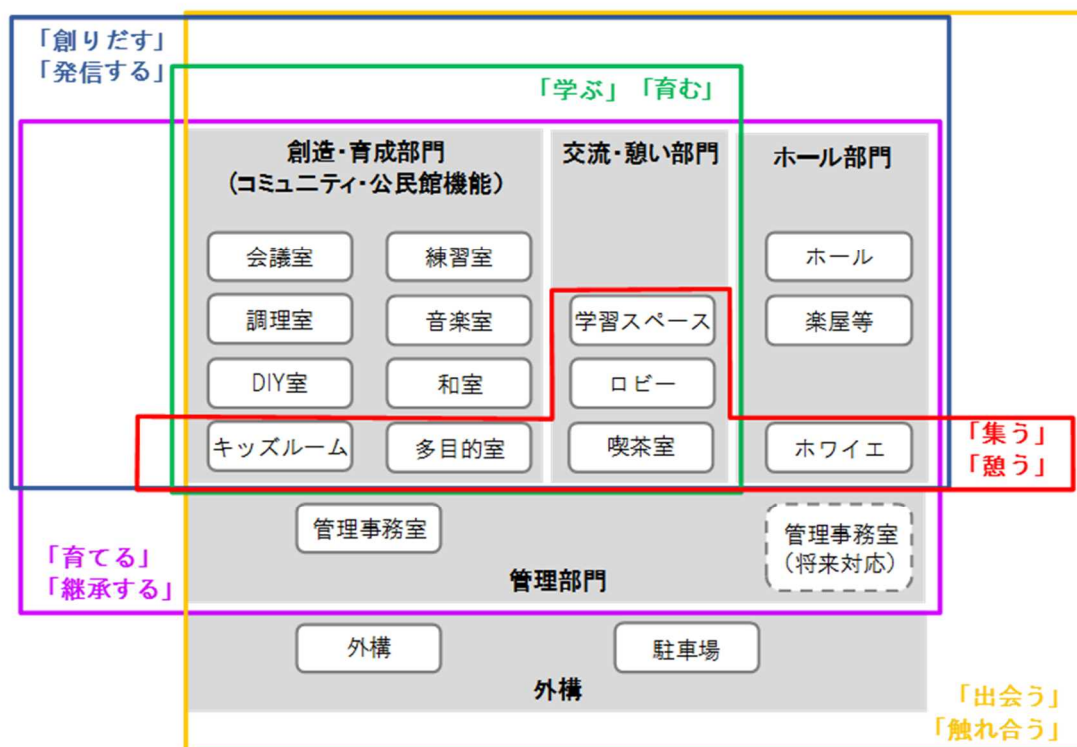 「創りだす」
「発信する」
「学ぶ」「育む」
創造・育成部門
（コミュニティ・公民館機能）
交流・憩い部門
ホール部門
会議室
練習室
ホール
調理室
音楽室
学習スペース
楽屋等
DIY室
和室
ロビー
キッズルーム
多目的室
喫茶室
ホワイエ
「集う」
「憩う」
管理事務室
管理事務室
（将来対応）
管理部門
「育てる」
「継承する」
外構
駐車場
外構
「出会う」
「触れ合う」